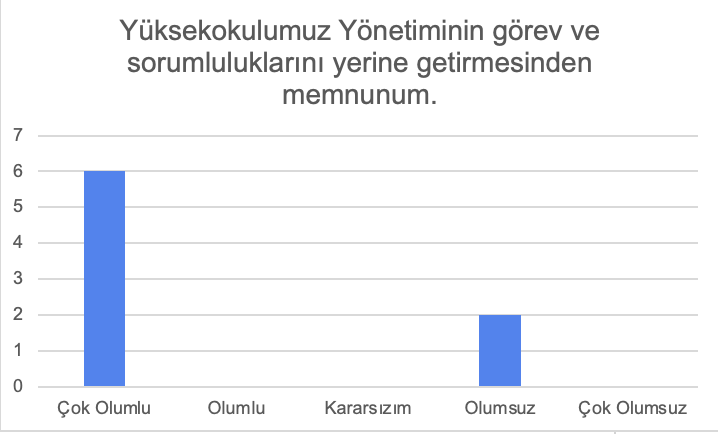 Yüksekokulumuz Yönetiminin görev ve
sorumluluklarını yerine getirmesinden
memnunum.
7
6
5
4
3
2
1
0
Çok Olumlu Olumlu Kararsızım Olumsuz Çok Olumsuz